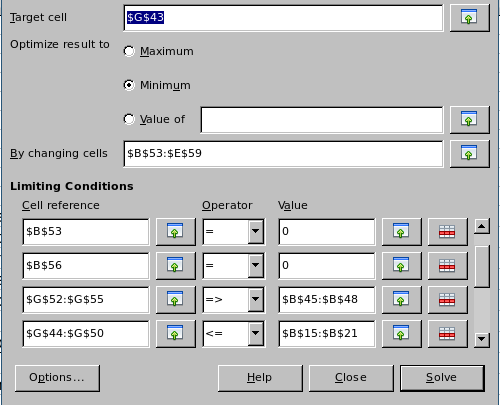 Target cell $G$43
Optimize result to Maximum
Minimum
Value of
By changing cells $B$53:$E$59
Limiting Conditions
Cell reference Operator Value
$B$53 = 0
$B$56 = 0
$G$52:$G$55 => $B$45:$B$48
$G$44:$G$50 <= $B$15:$B$21
Options... Help Close Solve